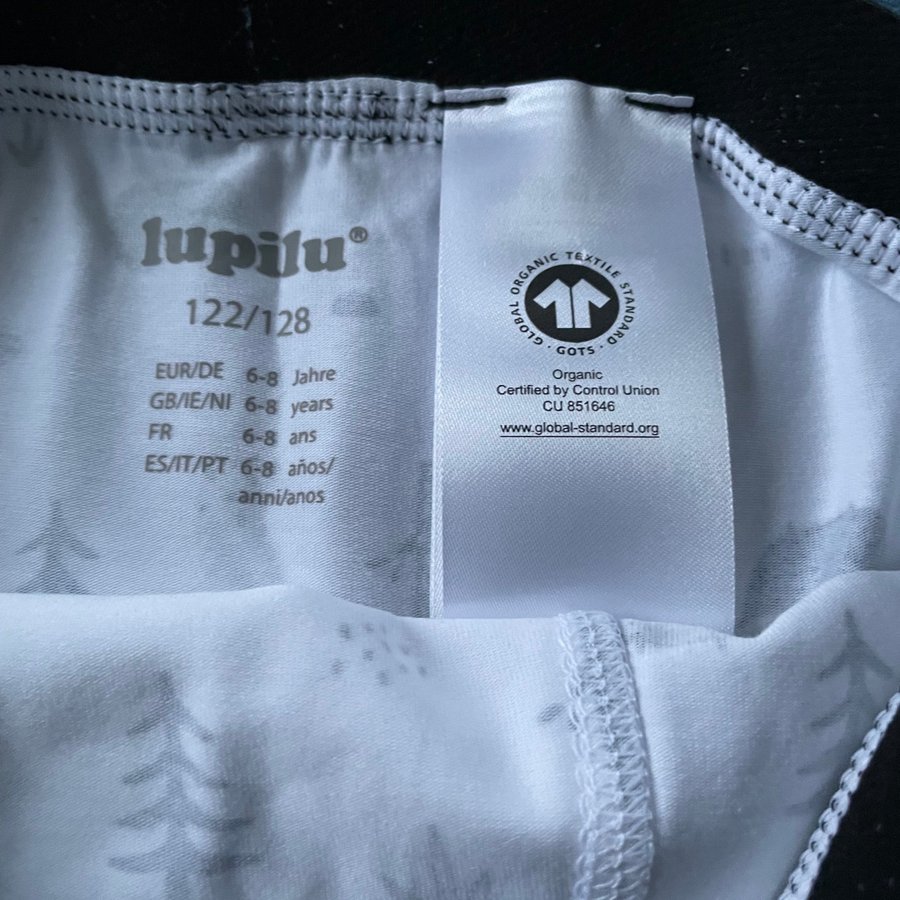 lupilu®
122/128
EUR/DE 6-8 Jahre
GB/IE/NI 6-8 years
FR 6-8 ans
ES/IT/PT 6-8 años/
anni/anos
GLOBAL ORGANIC TEXTILE STANDARD
· GOTS ·
Organic
Certified by Control Union
CU 851646
www.global-standard.org